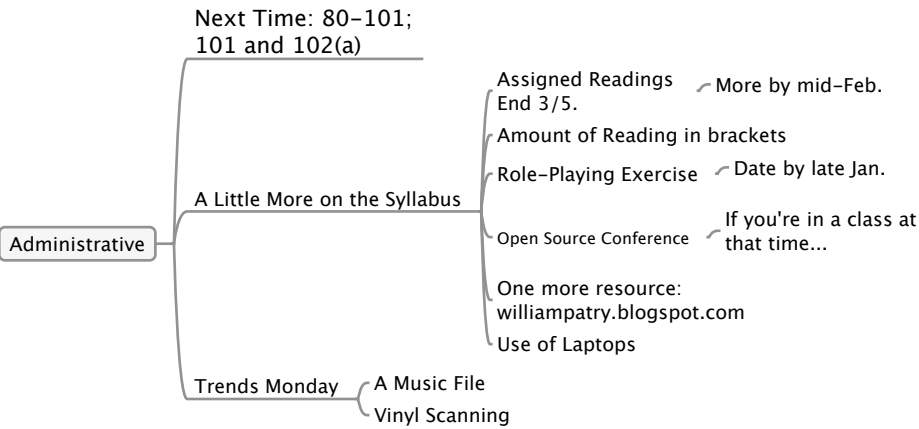 Administrative
Next Time: 80-101;
101 and 102(a)
A Little More on the Syllabus
Assigned Readings
End 3/5.
More by mid-Feb.
Amount of Reading in brackets
Role-Playing Exercise
Date by late Jan.
Open Source Conference
If you're in a class at
that time...
One more resource:
williampatry.blogspot.com
Use of Laptops
Trends Monday
A Music File
Vinyl Scanning